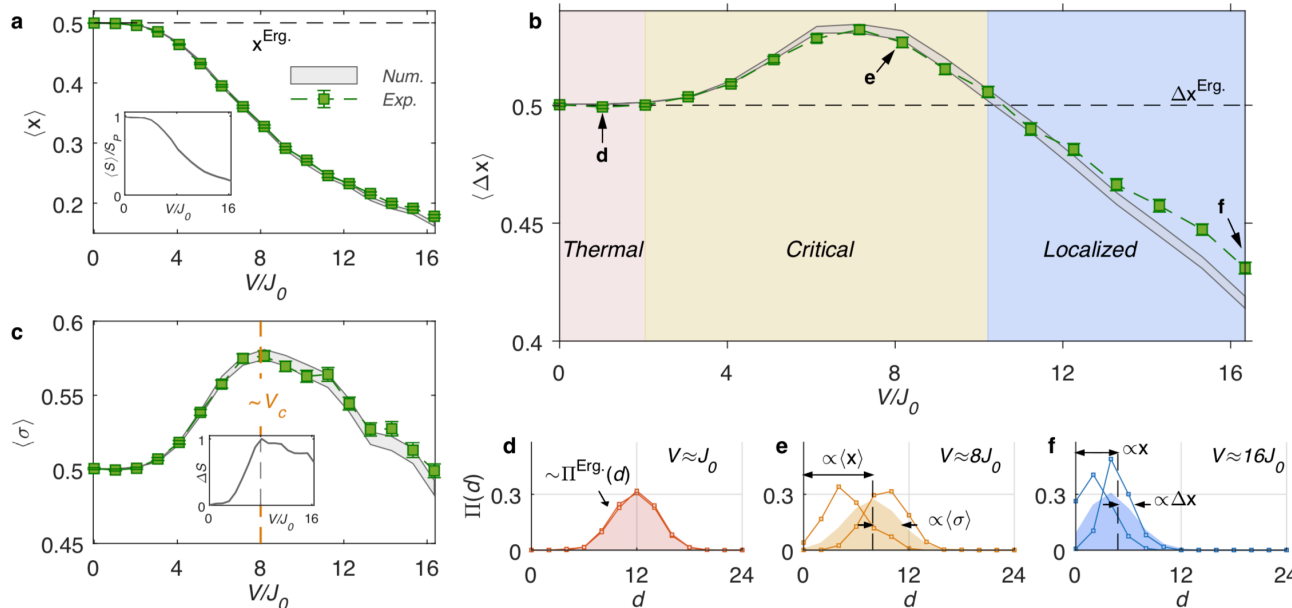 a
0.5
0.4
0.3
0.2
⟨x⟩
x^Erg.
Num.
Exp.
1
0
⟨S⟩/S_P
0 V/J_0 16
0 4 8 12 16
V/J_0
b
0.5
0.45
0.4
⟨Δx⟩
d
e
Δx^Erg.
f
Thermal
Critical
Localized
0 4 8 12 16
V/J_0
c
0.6
0.55
0.5
0.45
⟨σ⟩
~ V_c
1
0
ΔS
0 V/J_0 16
0 4 8 12 16
V/J_0
d
V≈J_0
~Π^Erg.(d)
Π(d)
0.3
0
0 12 24
d
e
V≈8J_0
∝⟨x⟩
∝⟨σ⟩
0.3
0
0 12 24
d
f
∝x
V≈16J_0
∝Δx
0.3
0
0 12 24
d